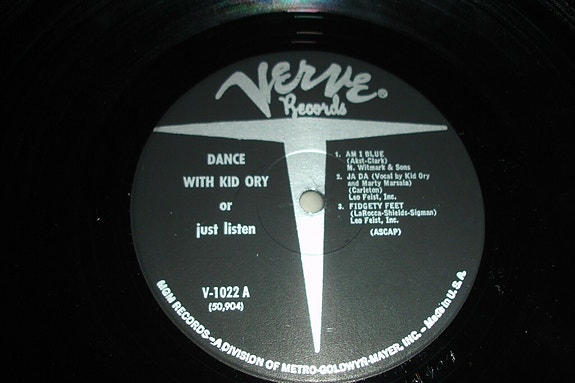 VERVE®
Records
DANCE
WITH KID ORY
or
just listen
1. AM I BLUE
(Akst-Clark)
M. Witmark & Sons
2. JA DA (Vocal by Kid Ory
and Marty Marsala)
(Carleton)
Leo Feist, Inc.
3. FIDGETY FEET
(LaRocca-Shields-Sigman)
Leo Feist, Inc.
(ASCAP)
V-1022 A
(50,904)
MGM RECORDS—A DIVISION OF METRO-GOLDWYN-MAYER, INC. - Made in U.S.A.